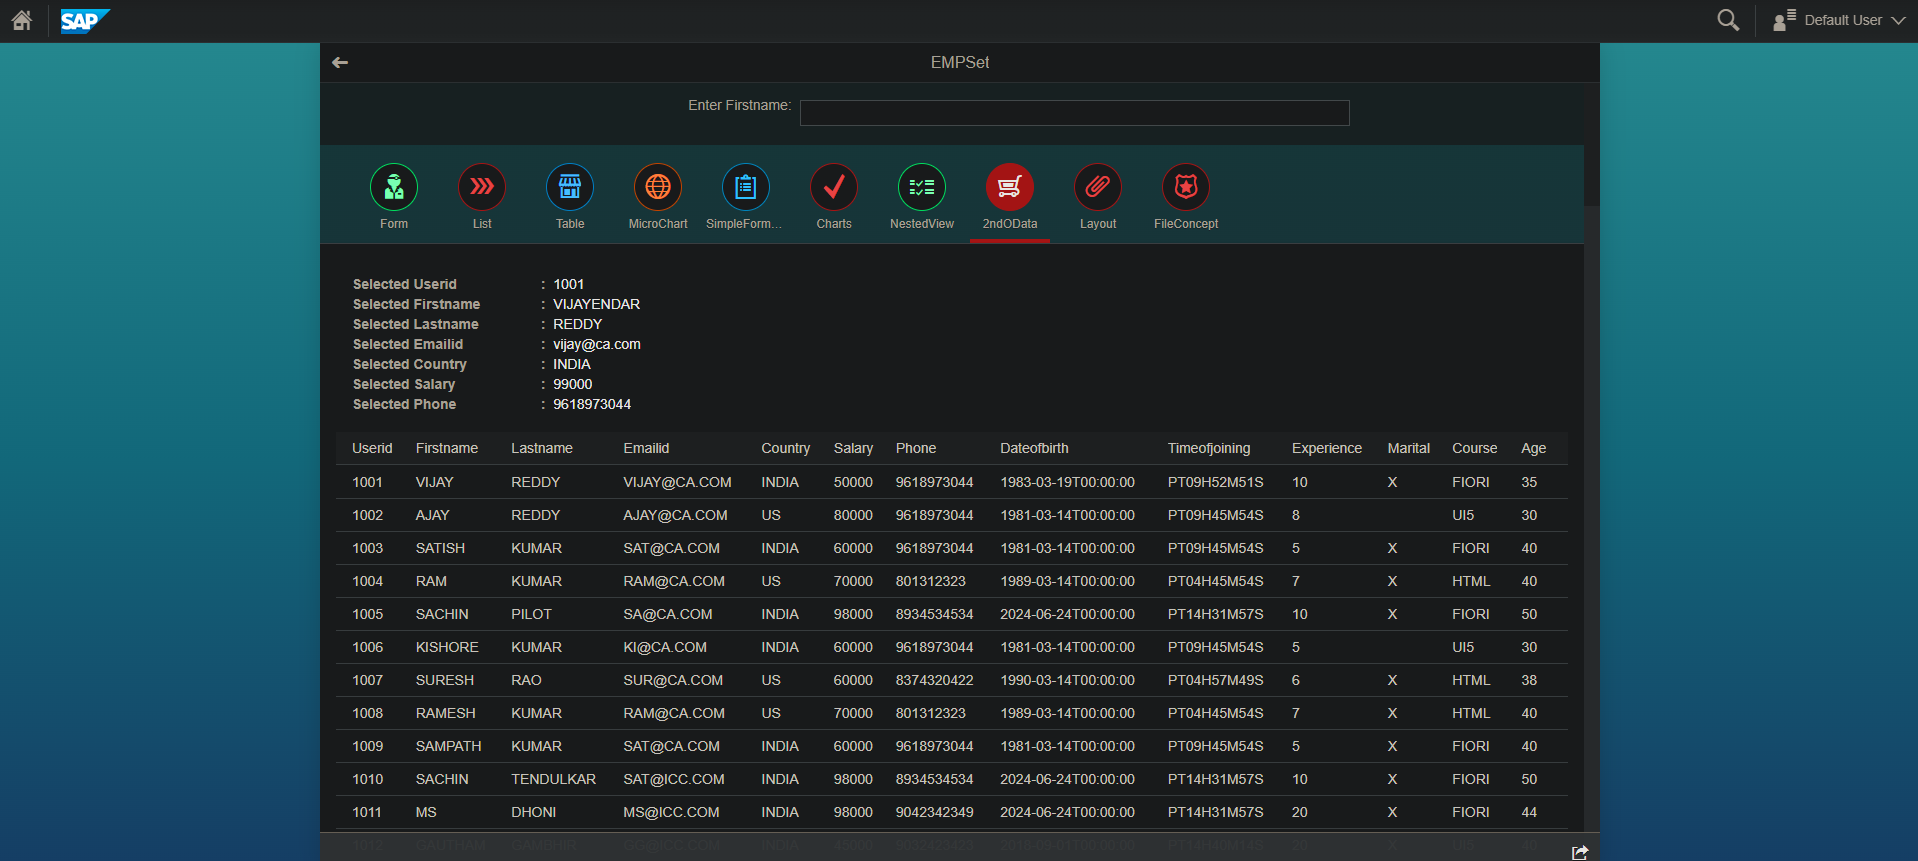 SAP Default User
EMPSet
Enter Firstname:
Form List Table MicroChart SimpleForm... Charts NestedView 2ndOData Layout FileConcept
Selected Userid : 1001
Selected Firstname : VIJAYENDAR
Selected Lastname : REDDY
Selected Emailid : vijay@ca.com
Selected Country : INDIA
Selected Salary : 99000
Selected Phone : 9618973044
Userid Firstname Lastname Emailid Country Salary Phone Dateofbirth Timeofjoining Experience Marital Course Age
1001 VIJAY REDDY VIJAY@CA.COM INDIA 50000 9618973044 1983-03-19T00:00:00 PT09H52M51S 10 X FIORI 35
1002 AJAY REDDY AJAY@CA.COM US 80000 9618973044 1981-03-14T00:00:00 PT09H45M54S 8 UI5 30
1003 SATISH KUMAR SAT@CA.COM INDIA 60000 9618973044 1981-03-14T00:00:00 PT09H45M54S 5 X FIORI 40
1004 RAM KUMAR RAM@CA.COM US 70000 801312323 1989-03-14T00:00:00 PT04H45M54S 7 X HTML 40
1005 SACHIN PILOT SA@CA.COM INDIA 98000 8934534534 2024-06-24T00:00:00 PT14H31M57S 10 X FIORI 50
1006 KISHORE KUMAR KI@CA.COM INDIA 60000 9618973044 1981-03-14T00:00:00 PT09H45M54S 5 UI5 30
1007 SURESH RAO SUR@CA.COM US 60000 8374320422 1990-03-14T00:00:00 PT04H57M49S 6 X HTML 38
1008 RAMESH KUMAR RAM@CA.COM US 70000 801312323 1989-03-14T00:00:00 PT04H45M54S 7 X HTML 40
1009 SAMPATH KUMAR SAT@CA.COM INDIA 60000 9618973044 1981-03-14T00:00:00 PT09H45M54S 5 X FIORI 40
1010 SACHIN TENDULKAR SAT@ICC.COM INDIA 98000 8934534534 2024-06-24T00:00:00 PT14H31M57S 10 X FIORI 50
1011 MS DHONI MS@ICC.COM INDIA 98000 9042342349 2024-06-24T00:00:00 PT14H31M57S 20 X FIORI 44
1012 GAUTHAM GAMBHIR GG@ICC.COM INDIA 45000 9032423423 2018-09-01T00:00:00 PT14H40M14S 20 X UI5 40